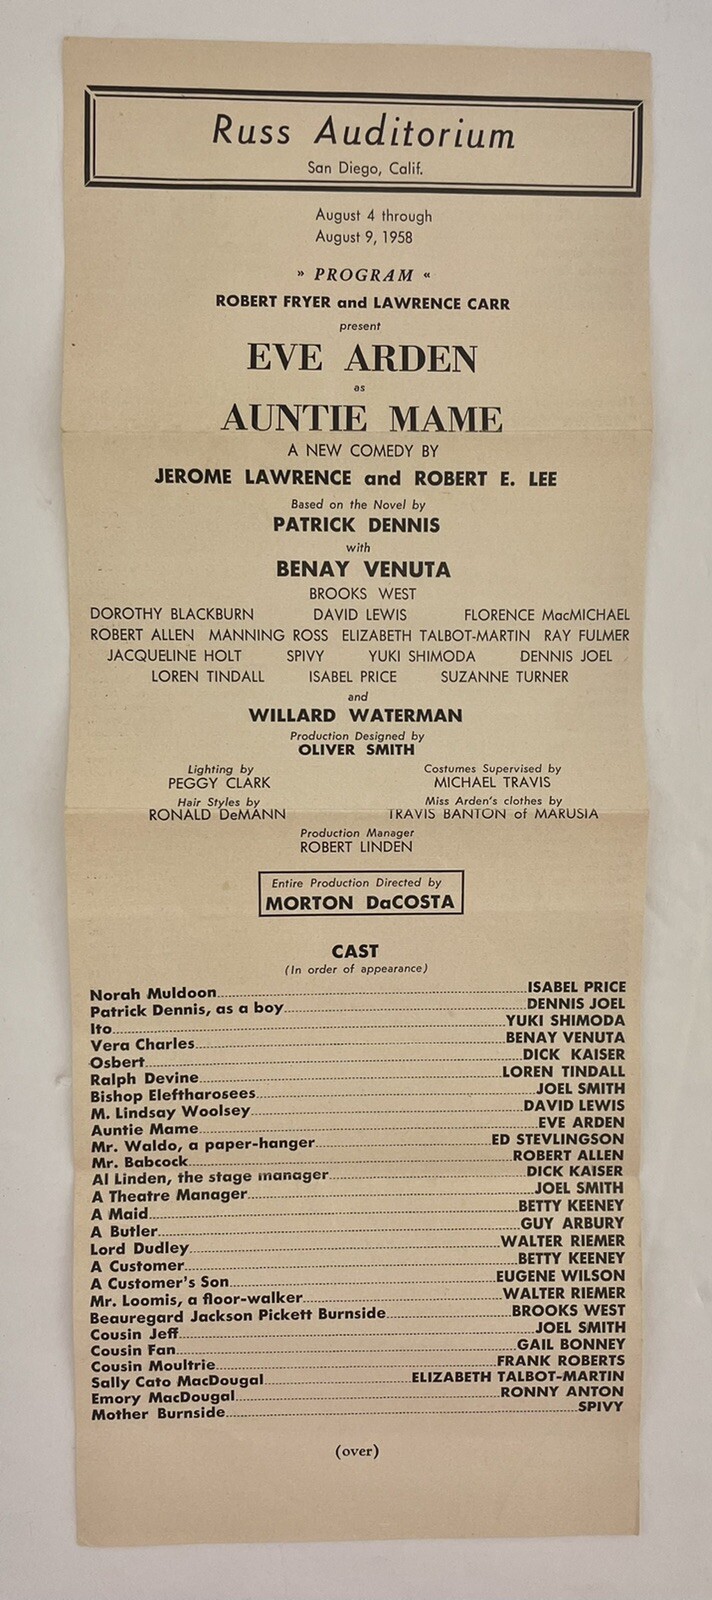 Russ Auditorium
San Diego, Calif.
August 4 through
August 9, 1958
» PROGRAM «
ROBERT FRYER and LAWRENCE CARR
present
EVE ARDEN
as
AUNTIE MAME
A NEW COMEDY BY
JEROME LAWRENCE and ROBERT E. LEE
Based on the Novel by
PATRICK DENNIS
with
BENAY VENUTA
BROOKS WEST
DOROTHY BLACKBURN DAVID LEWIS FLORENCE MacMICHAEL
ROBERT ALLEN MANNING ROSS ELIZABETH TALBOT-MARTIN RAY FULMER
JACQUELINE HOLT SPIVY YUKI SHIMODA DENNIS JOEL
LOREN TINDALL ISABEL PRICE SUZANNE TURNER
and
WILLARD WATERMAN
Production Designed by
OLIVER SMITH
Lighting by Costumes Supervised by
PEGGY CLARK MICHAEL TRAVIS
Hair Styles by Miss Arden's clothes by
RONALD DeMANN TRAVIS BANTON of MARUSIA
Production Manager
ROBERT LINDEN
Entire Production Directed by
MORTON DaCOSTA
CAST
(In order of appearance)
Norah Muldoon ISABEL PRICE
Patrick Dennis, as a boy DENNIS JOEL
Ito YUKI SHIMODA
Vera Charles BENAY VENUTA
Osbert DICK KAISER
Ralph Devine LOREN TINDALL
Bishop Eleftharosees JOEL SMITH
M. Lindsay Woolsey DAVID LEWIS
Auntie Mame EVE ARDEN
Mr. Waldo, a paper-hanger ED STEVLINGSON
Mr. Babcock ROBERT ALLEN
Al Linden, the stage manager DICK KAISER
A Theatre Manager JOEL SMITH
A Maid BETTY KEENEY
A Butler GUY ARBURY
Lord Dudley WALTER RIEMER
A Customer BETTY KEENEY
A Customer's Son EUGENE WILSON
Mr. Loomis, a floor-walker WALTER RIEMER
Beauregard Jackson Pickett Burnside BROOKS WEST
Cousin Jeff JOEL SMITH
Cousin Fan GAIL BONNEY
Cousin Moultrie FRANK ROBERTS
Sally Cato MacDougal ELIZABETH TALBOT-MARTIN
Emory MacDougal RONNY ANTON
Mother Burnside SPIVY
(over)